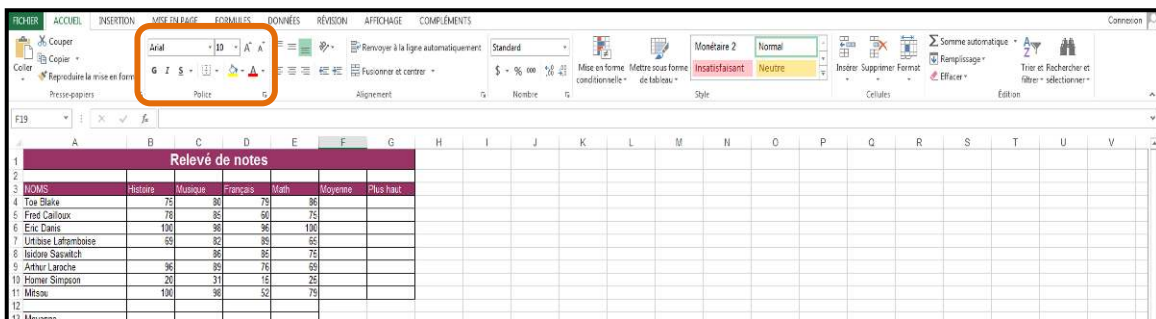 FICHIER ACCUEIL INSERTION MISE EN PAGE FORMULES DONNÉES RÉVISION AFFICHAGE COMPLÉMENTS Connexion
Couper
Copier
Reproduire la mise en form
Coller
Presse-papiers
Arial 10 A A
G I S A
Police
Renvoyer à la ligne automatiquement
Fusionner et centrer
Alignement
Standard
$ % 000
Nombre
Mise en forme conditionnelle
Mettre sous forme de tableau
Monétaire 2 Normal
Insatisfaisant Neutre
Style
Insérer Supprimer Format
Cellules
Somme automatique
Remplissage
Effacer
Trier et filtrer
Rechercher et sélectionner
Édition
F19 fx
A B C D E F G H I J K L M N O P Q R S T U V
1 Relevé de notes
2
3 NOMS Histoire Musique Français Math Moyenne Plus haut
4 Toe Blake 75 80 79 86
5 Fred Cailloux 78 85 60 75
6 Eric Danis 100 98 96 100
7 Urtibise Laframboise 69 82 89 65
8 Isidore Saswitch 86 85 75
9 Arthur Laroche 96 89 76 69
10 Homer Simpson 20 31 15 25
11 Mitsou 100 98 52 79
12
13 Moyenne